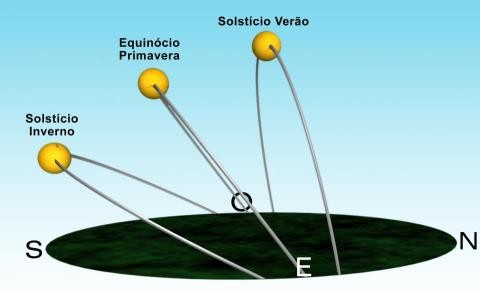 Solstício Verão
Equinócio
Primavera
Solstício
Inverno
O
S
N
E